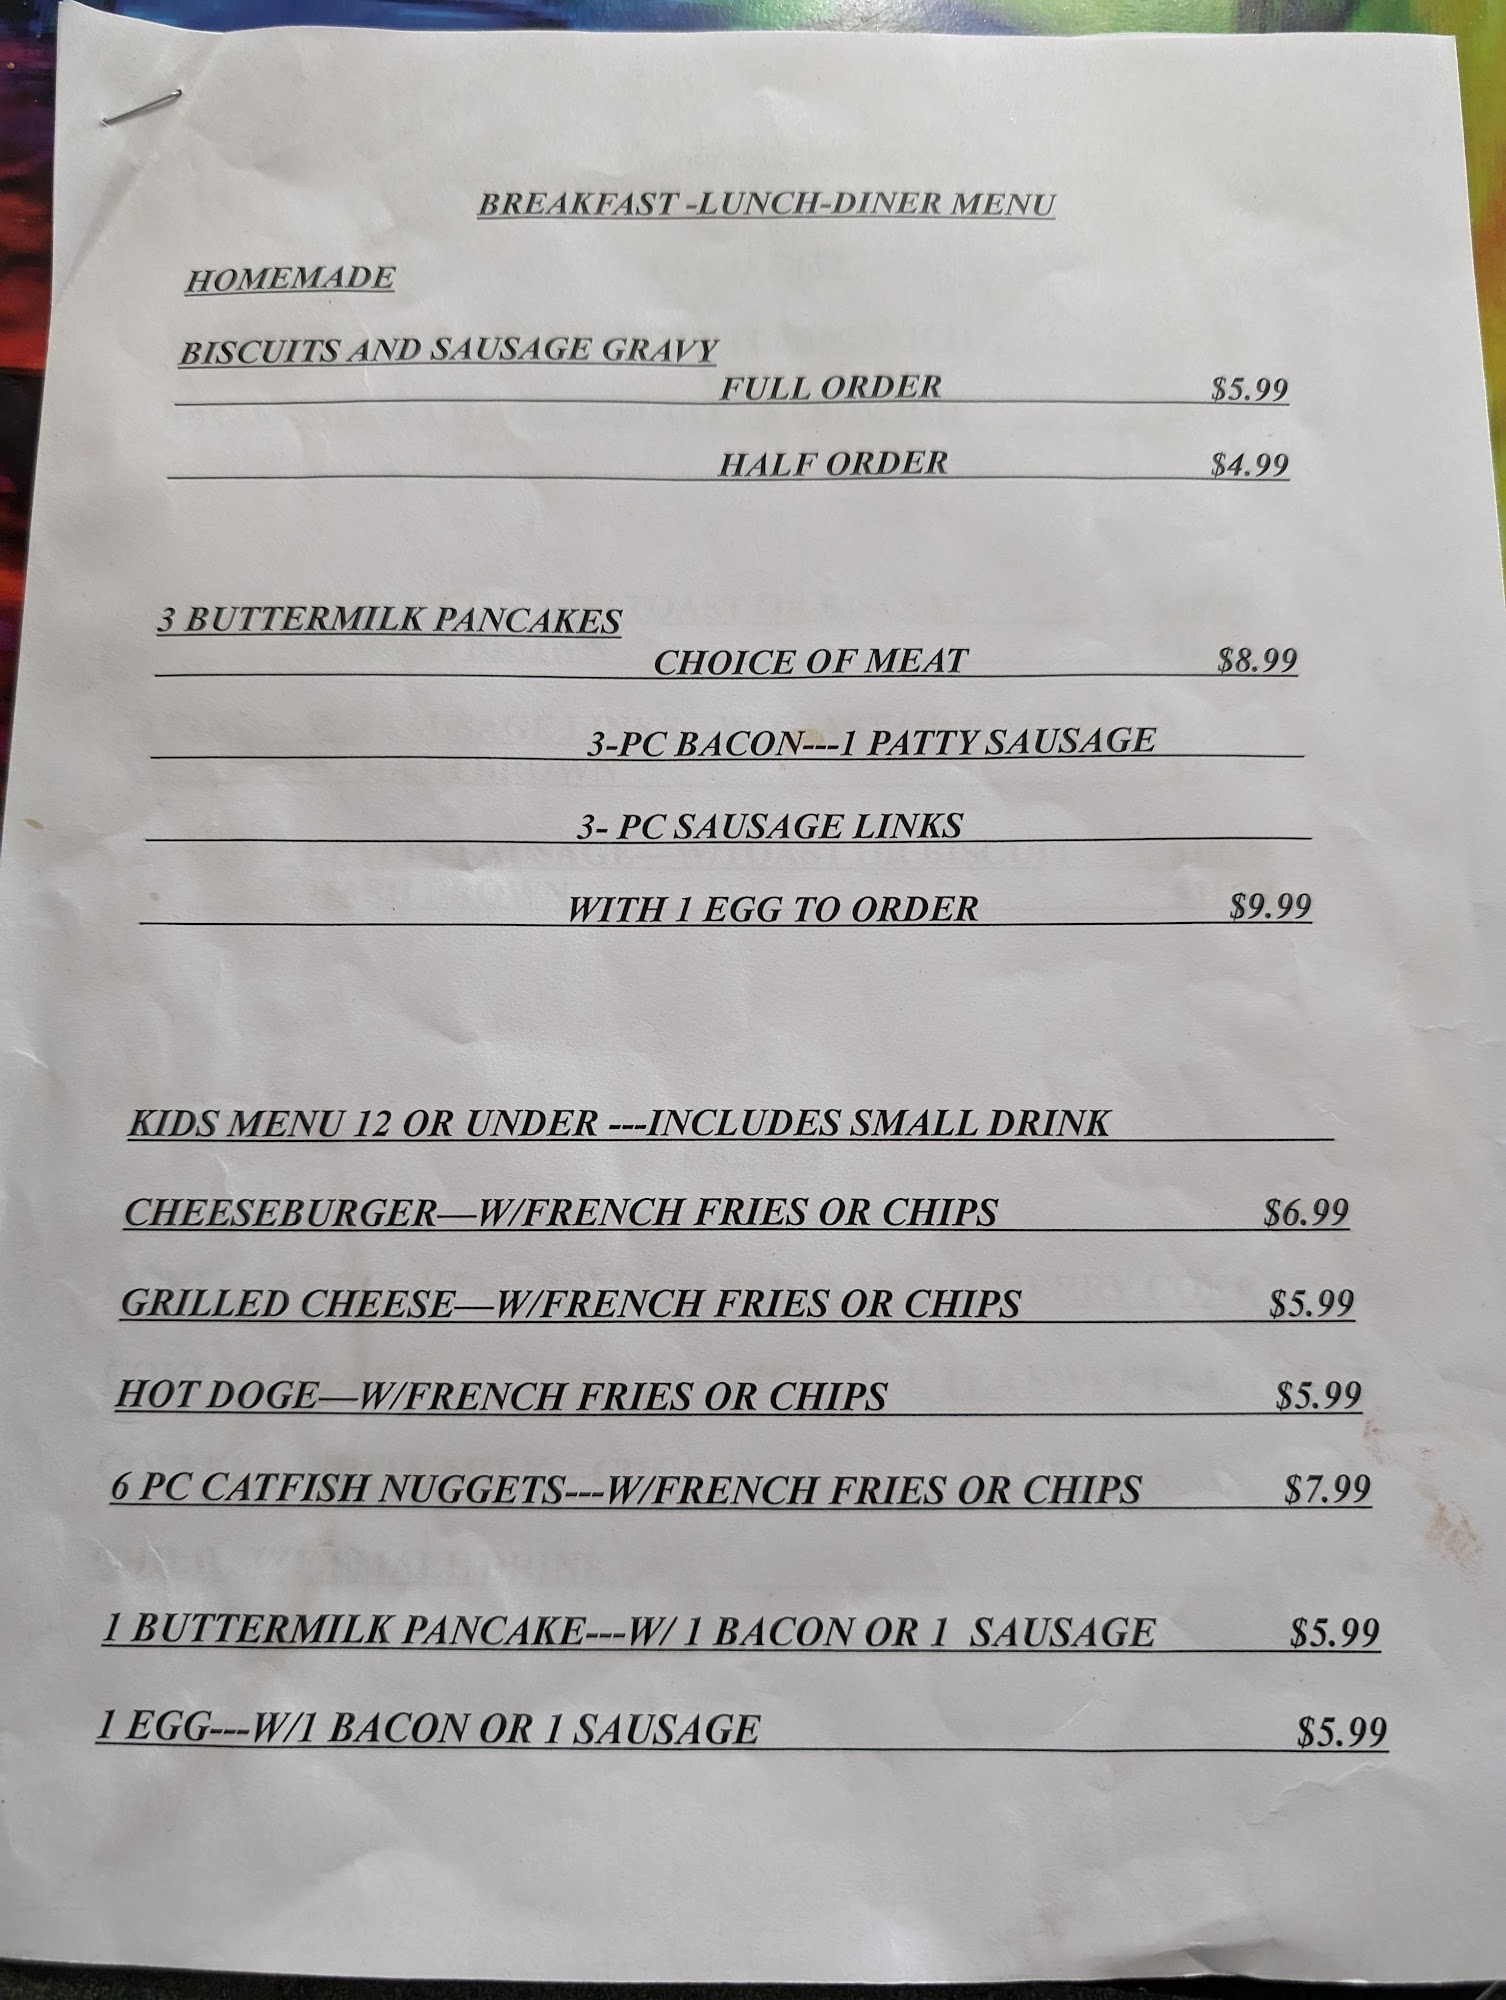 BREAKFAST -LUNCH-DINER MENU
HOMEMADE
BISCUITS AND SAUSAGE GRAVY
FULL ORDER $5.99
HALF ORDER $4.99
3 BUTTERMILK PANCAKES
CHOICE OF MEAT $8.99
3-PC BACON---1 PATTY SAUSAGE
3- PC SAUSAGE LINKS
WITH 1 EGG TO ORDER $9.99
KIDS MENU 12 OR UNDER ---INCLUDES SMALL DRINK
CHEESEBURGER—W/FRENCH FRIES OR CHIPS $6.99
GRILLED CHEESE—W/FRENCH FRIES OR CHIPS $5.99
HOT DOGE—W/FRENCH FRIES OR CHIPS $5.99
6 PC CATFISH NUGGETS---W/FRENCH FRIES OR CHIPS $7.99
1 BUTTERMILK PANCAKE---W/ 1 BACON OR 1 SAUSAGE $5.99
1 EGG---W/1 BACON OR 1 SAUSAGE $5.99